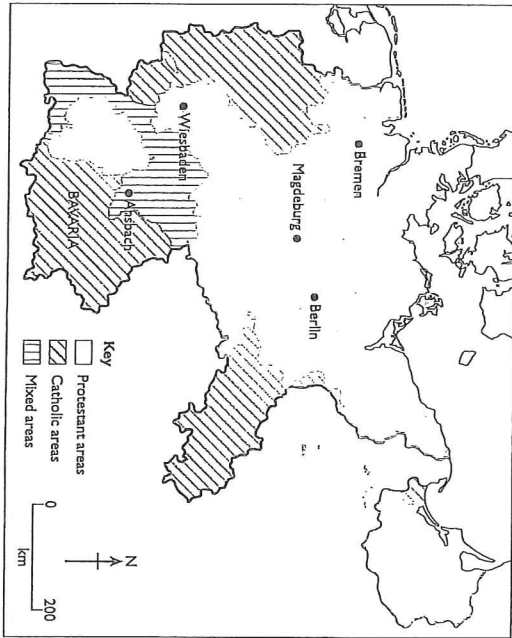 Bremen
Magdeburg
Berlin
Wiesbaden
Ansbach
BAVARIA
Key
Protestant areas
Catholic areas
Mixed areas
N
0
200
km